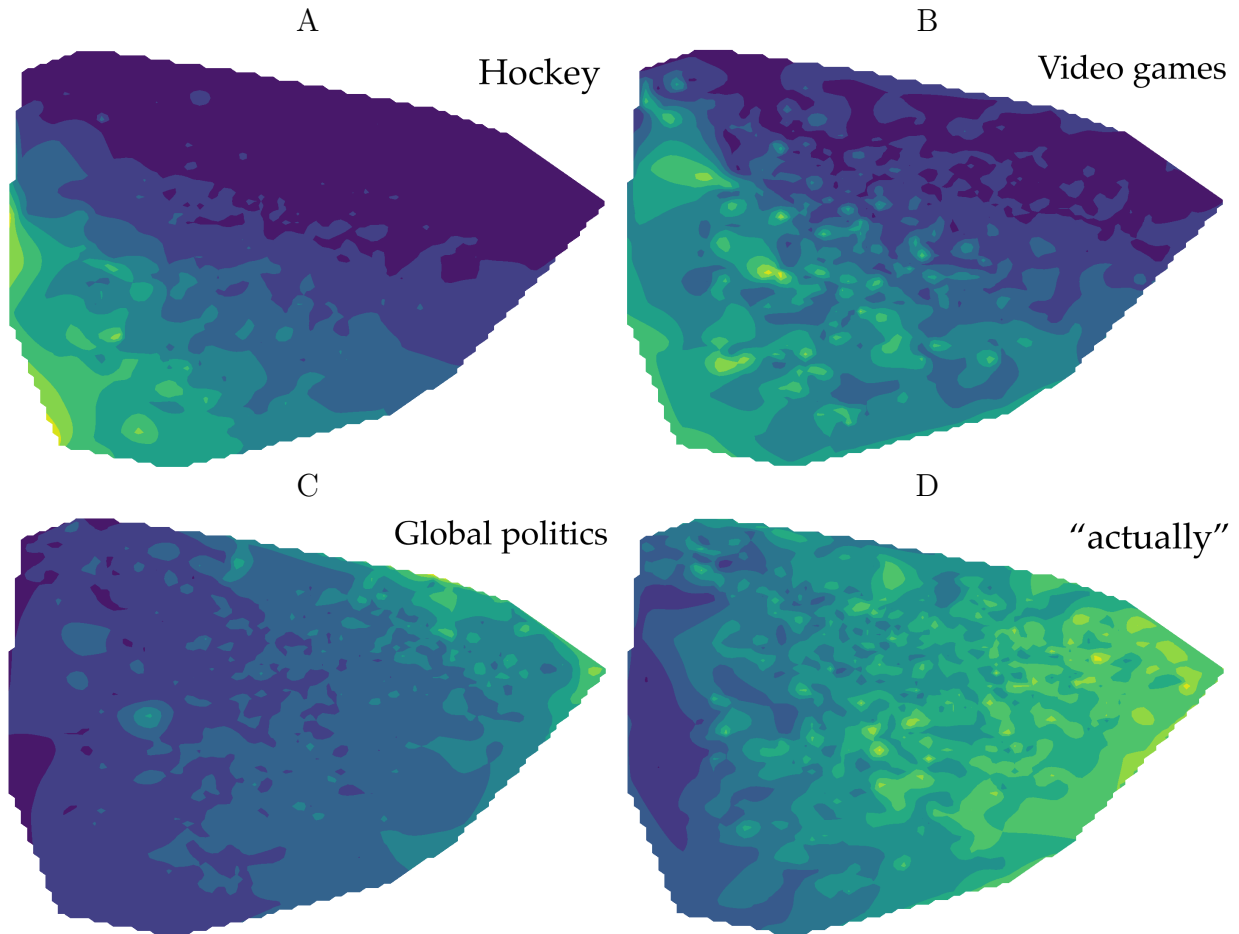 A
Hockey
B
Video games
C
Global politics
D
“actually”